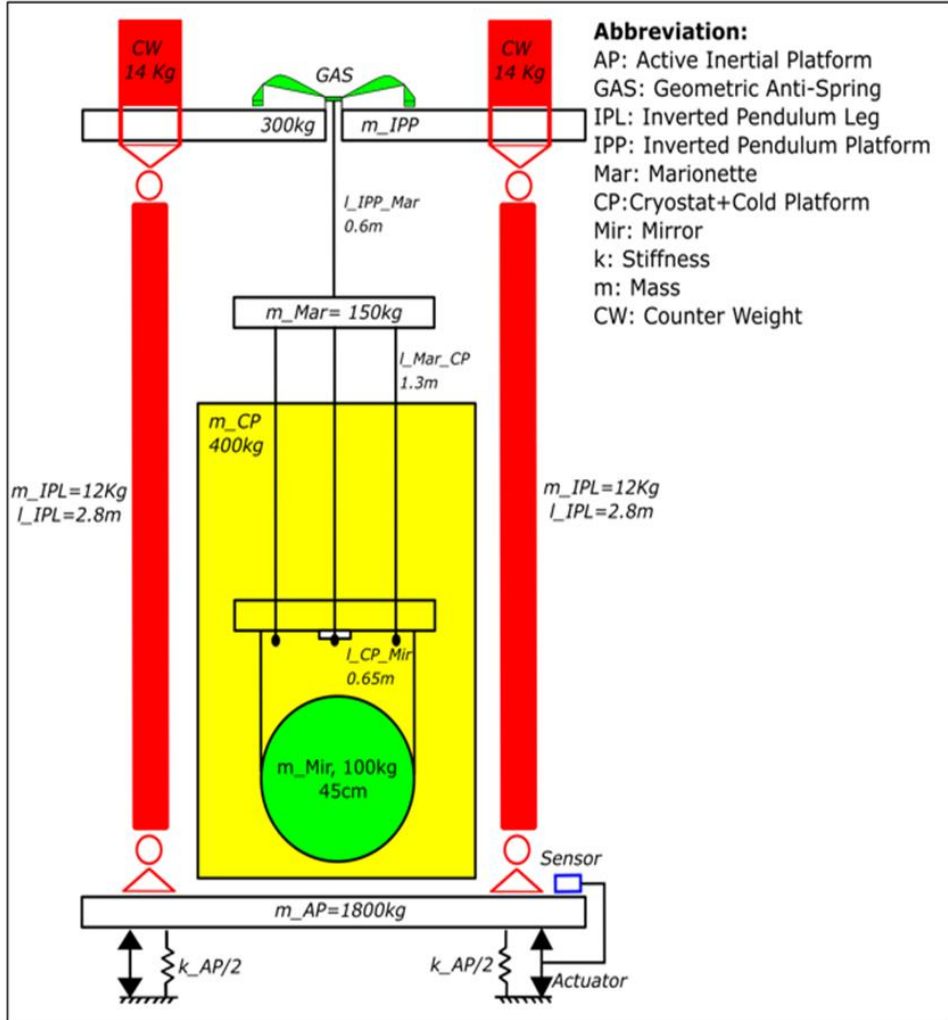 CW
14 Kg
GAS
CW
14 Kg
300kg
m_IPP
l_IPP_Mar
0.6m
m_Mar= 150kg
l_Mar_CP
1.3m
m_CP
400kg
m_IPL=12Kg
l_IPL=2.8m
m_IPL=12Kg
l_IPL=2.8m
l_CP_Mir
0.65m
m_Mir, 100kg
45cm
Sensor
m_AP=1800kg
k_AP/2
k_AP/2
Actuator
Abbreviation:
AP: Active Inertial Platform
GAS: Geometric Anti-Spring
IPL: Inverted Pendulum Leg
IPP: Inverted Pendulum Platform
Mar: Marionette
CP:Cryostat+Cold Platform
Mir: Mirror
k: Stiffness
m: Mass
CW: Counter Weight